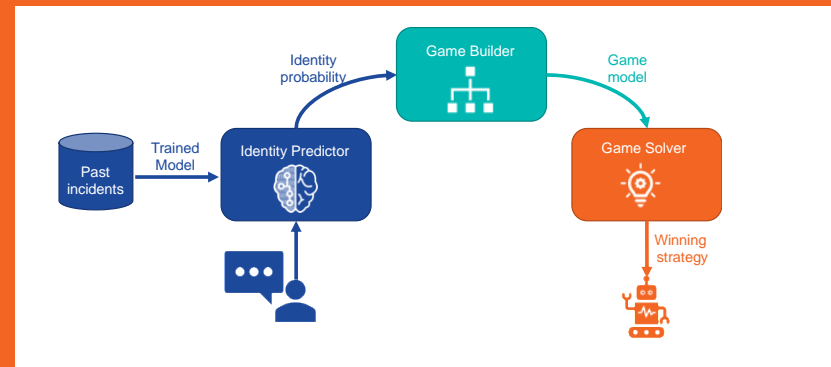 Game Builder
Identity
probability
Game
model
Trained
Model
Identity Predictor
Game Solver
Past
incidents
Winning
strategy